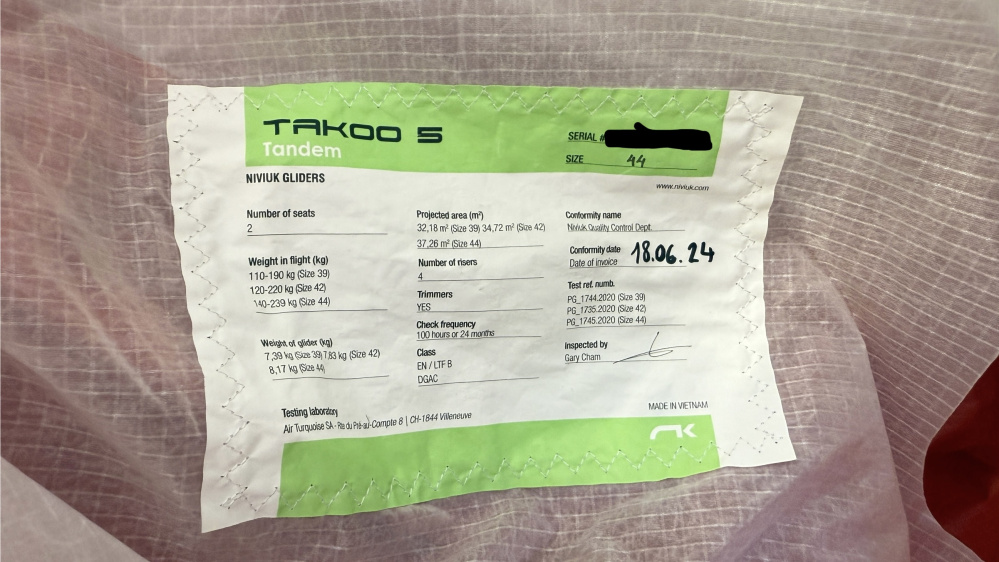 TAKOO 5
Tandem
SERIAL #
SIZE 44
NIVIUK GLIDERS
www.niviuk.com
Number of seats
2
Weight in flight (kg)
110-190 kg (Size 39)
120-220 kg (Size 42)
140-239 kg (Size 44)
Weight of glider (kg)
7,39 kg (Size 39) 7,83 kg (Size 42)
8,17 kg (Size 44)
Projected area (m²)
32,18 m² (Size 39) 34,72 m² (Size 42)
37,26 m² (Size 44)
Number of risers
4
Trimmers
YES
Check frequency
100 hours or 24 months
Class
EN / LTF B
DGAC
Conformity name
Niviuk Quality Control Dept.
Conformity date 18.06.24
Date of invoice
Test ref. numb.
PG_1744.2020 (Size 39)
PG_1735.2020 (Size 42)
PG_1745.2020 (Size 44)
Inspected by
Gary Cham
Testing laboratory
Air Turquoise SA - Rte du Pré-au-Compte 8 | CH-1844 Villeneuve
MADE IN VIETNAM